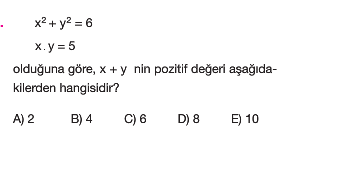 x² + y² = 6
x . y = 5
olduğuna göre, x + y nin pozitif değeri aşağıda-
kilerden hangisidir?
A) 2 B) 4 C) 6 D) 8 E) 10